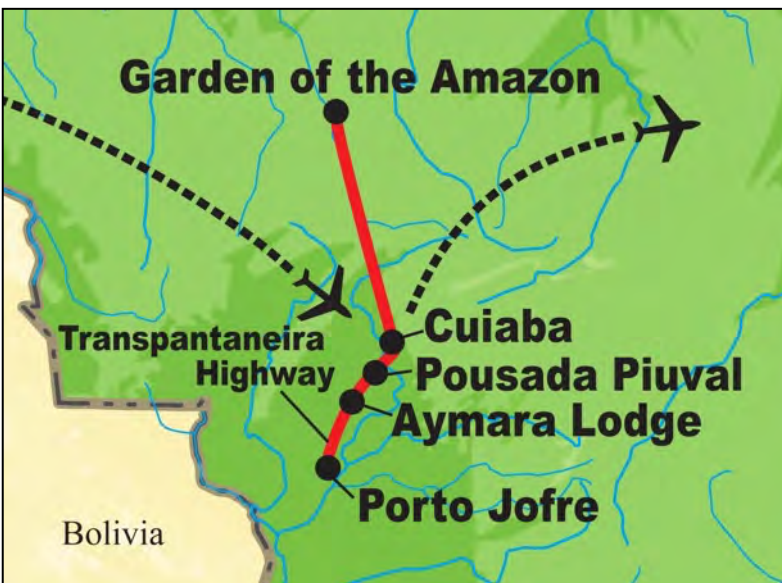 Garden of the Amazon
Cuiaba
Transpantaneira
Highway
Pousada Piuval
Aymara Lodge
Porto Jofre
Bolivia